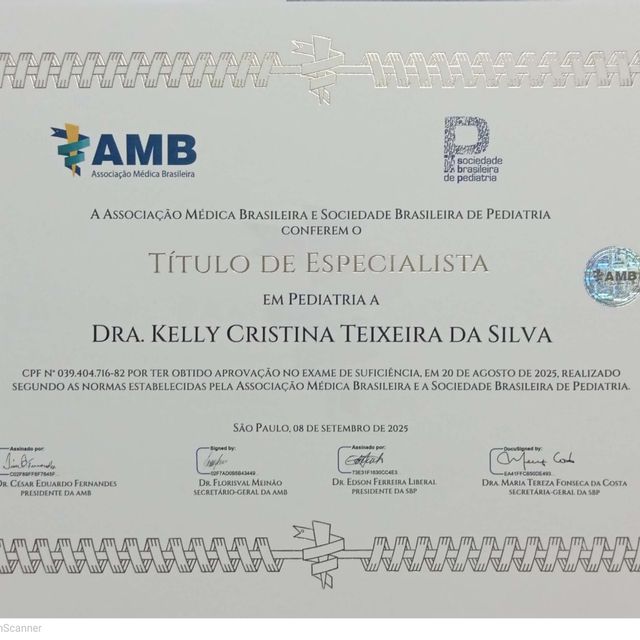 AMB
Associação Médica Brasileira
sociedade
brasileira
de pediatria
A Associação Médica Brasileira e Sociedade Brasileira de Pediatria
conferem o
Título de Especialista
em Pediatria a
Dra. Kelly Cristina Teixeira da Silva
CPF Nº 039.404.716-82 por ter obtido aprovação no exame de suficiência, em 20 de agosto de 2025, realizado
segundo as normas estabelecidas pela Associação Médica Brasileira e a Sociedade Brasileira de Pediatria.
AMB
São Paulo, 08 de setembro de 2025
Assinado por:
Dr. César Eduardo Fernandes
presidente da AMB
Signed by:
Dr. Florisval Meinão
secretário-geral da AMB
Assinado por:
Dr. Edson Ferreira Liberal
presidente da SBP
DocuSigned by:
Dra. Maria Tereza Fonseca da Costa
secretária-geral da SBP
Scanner